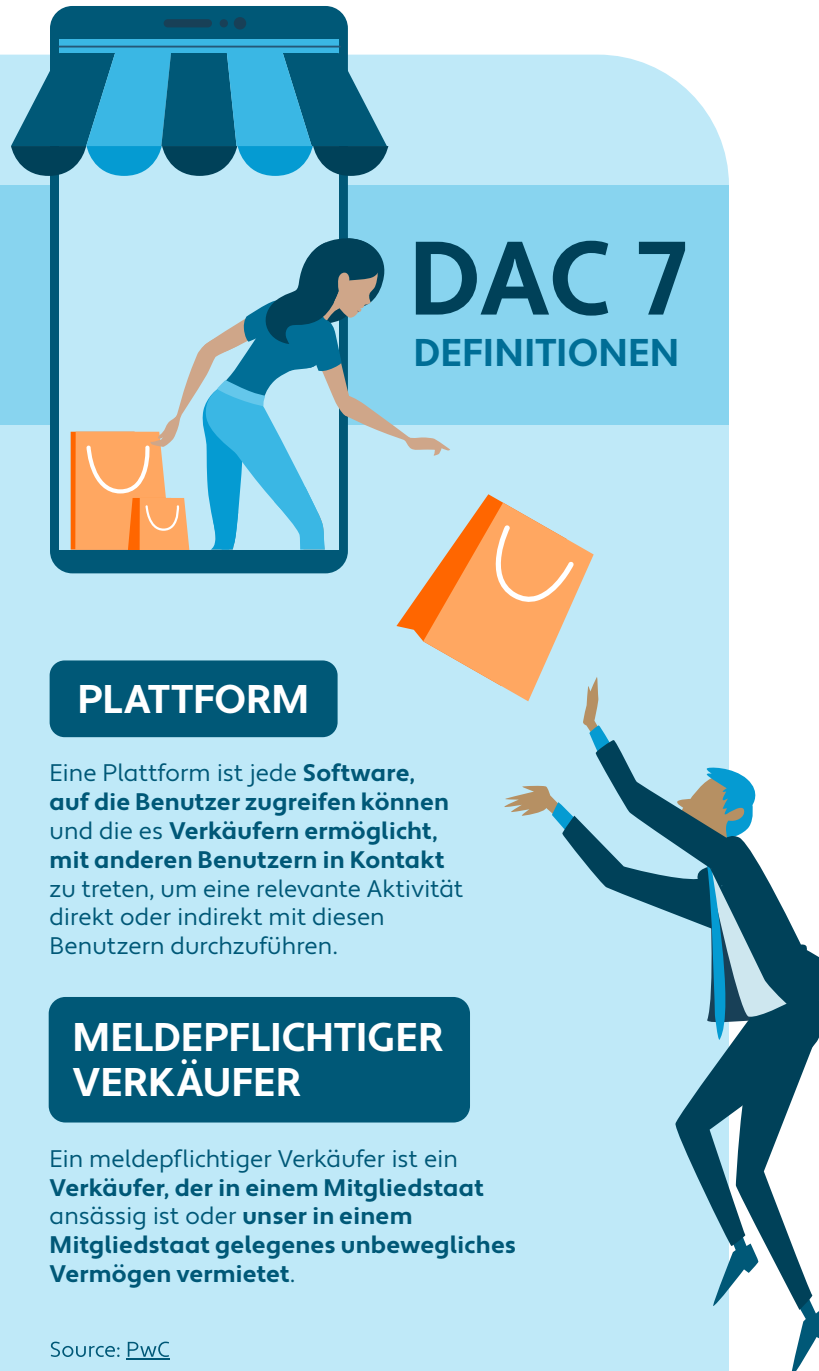 DAC 7
DEFINITIONEN
PLATTFORM
Eine Plattform ist jede Software,
auf die Benutzer zugreifen können
und die es Verkäufern ermöglicht,
mit anderen Benutzern in Kontakt
zu treten, um eine relevante Aktivität
direkt oder indirekt mit diesen
Benutzern durchzuführen.
MELDEPFLICHTIGER
VERKÄUFER
Ein meldepflichtiger Verkäufer ist ein
Verkäufer, der in einem Mitgliedstaat
ansässig ist oder unser in einem
Mitgliedstaat gelegenes unbewegliches
Vermögen vermietet.
Source: PwC